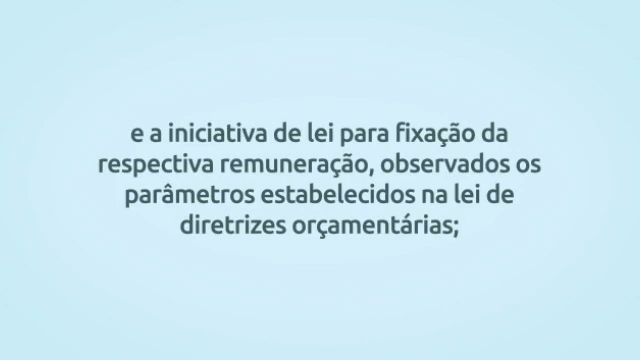 e a iniciativa de lei para fixação da
respectiva remuneração, observados os
parâmetros estabelecidos na lei de
diretrizes orçamentárias;